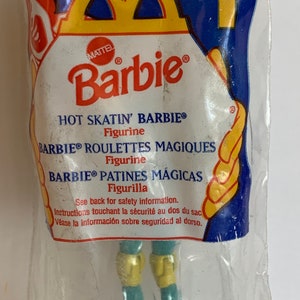 MATTEL
Barbie®
HOT SKATIN' BARBIE®
Figurine
BARBIE® ROULETTES MAGIQUES
Figurine
BARBIE® PATINES MÁGICAS
Figurilla
See back for safety information.
Instructions touchant la sécurité au dos du sac.
Véase la información sobre seguridad al dorso.